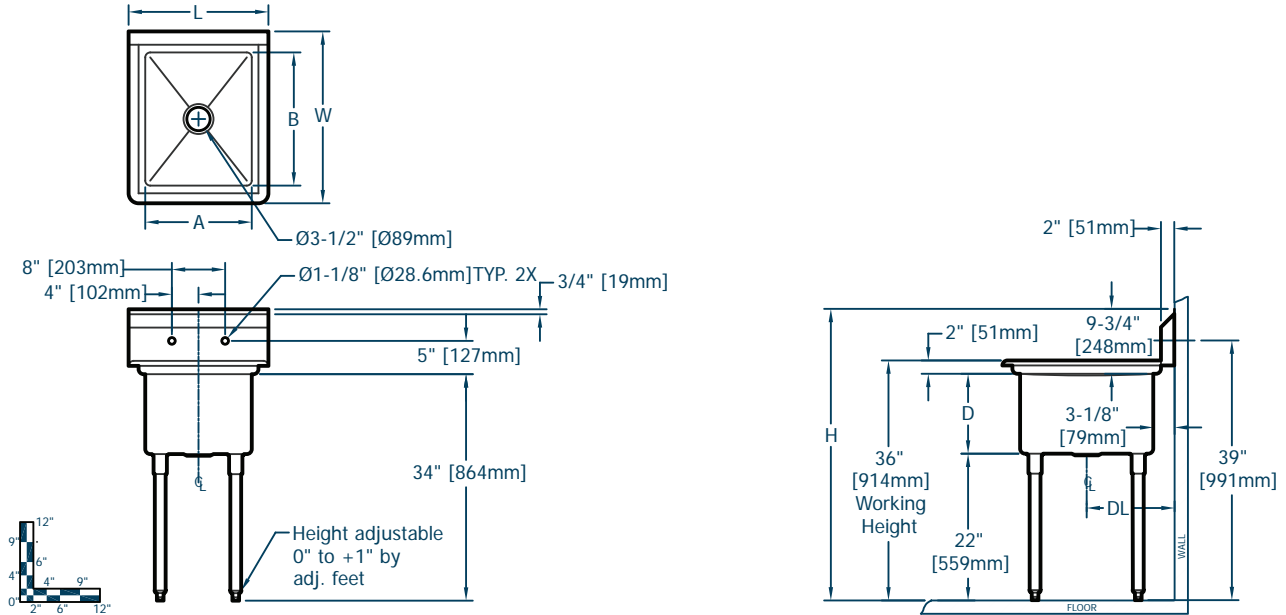 L
B
W
A
Ø3-1/2" [Ø89mm]
8" [203mm]
4" [102mm]
Ø1-1/8" [Ø28.6mm]TYP. 2X
3/4" [19mm]
5" [127mm]
34" [864mm]
℄
Height adjustable
0" to +1" by
adj. feet
12"
9"
6"
4"
0"
2"
4"
6"
9"
12"
2" [51mm]
2" [51mm]
9-3/4"
[248mm]
H
D
3-1/8"
[79mm]
36"
[914mm]
Working
Height
39"
[991mm]
℄
DL
22"
[559mm]
WALL
FLOOR